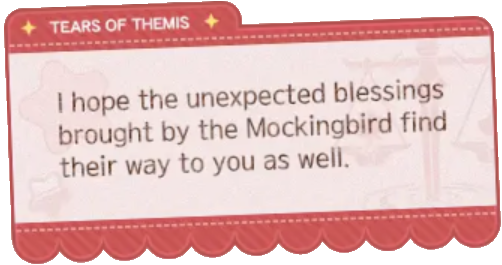 TEARS OF THEMIS
I hope the unexpected blessings
brought by the Mockingbird find
their way to you as well.